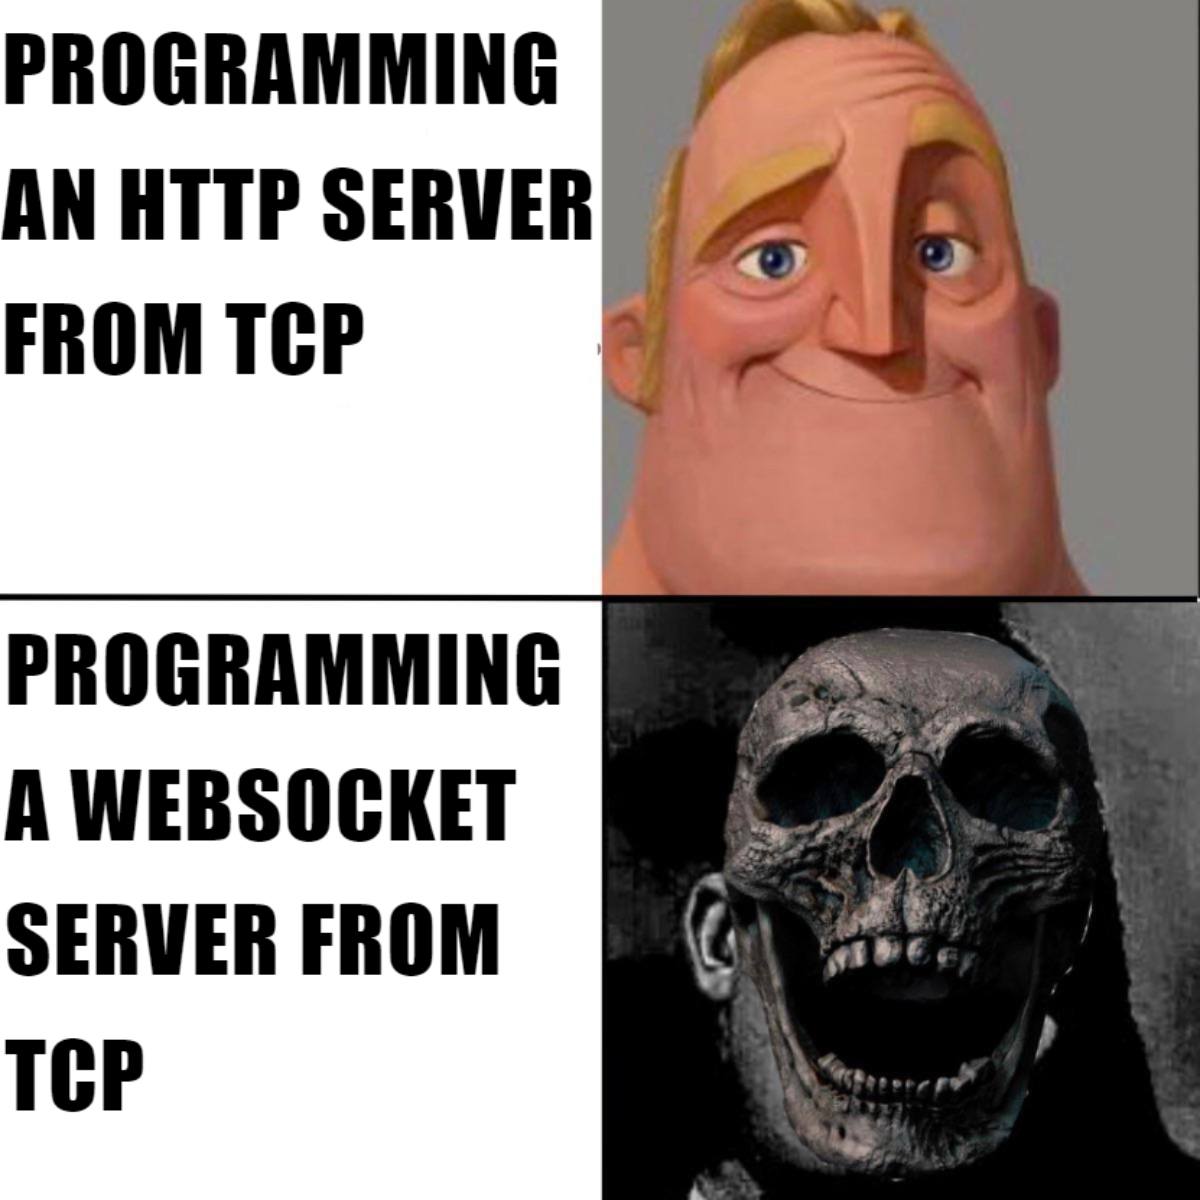 PROGRAMMING
AN HTTP SERVER
FROM TCP
PROGRAMMING
A WEBSOCKET
SERVER FROM
TCP